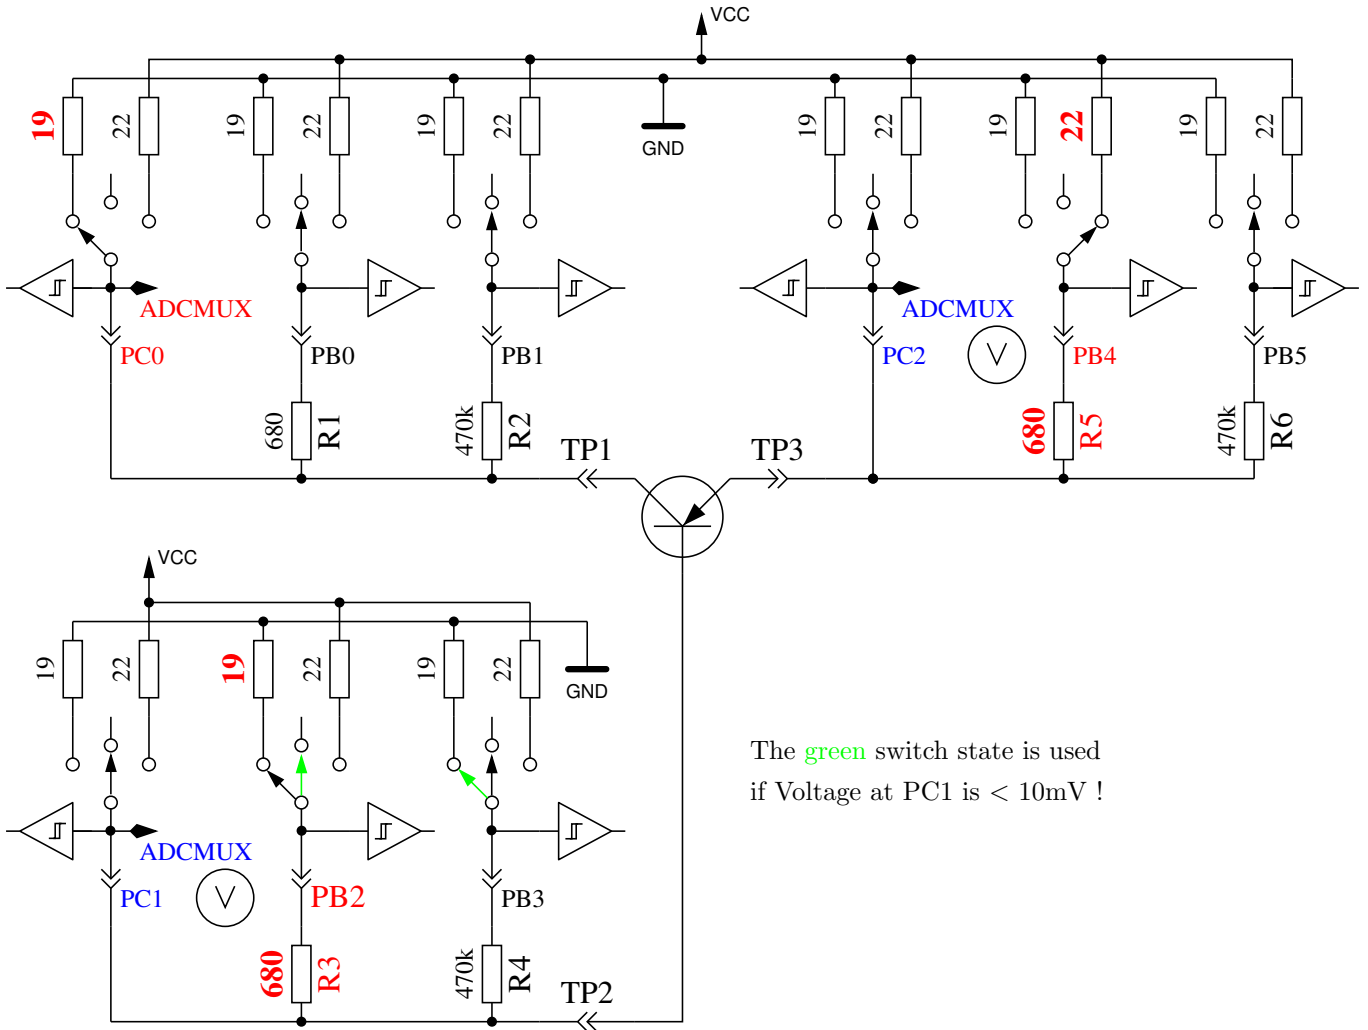 VCC
19
22
19
22
19
22
GND
19
22
19
22
19
22
ADCMUX
ADCMUX
PC0
PB0
PB1
PC2
V
PB4
PB5
680
R1
470k
R2
680
R5
470k
R6
TP1
TP3
VCC
19
22
19
22
19
22
GND
The green switch state is used
if Voltage at PC1 is < 10mV !
ADCMUX
PC1
V
PB2
PB3
680
R3
470k
R4
TP2